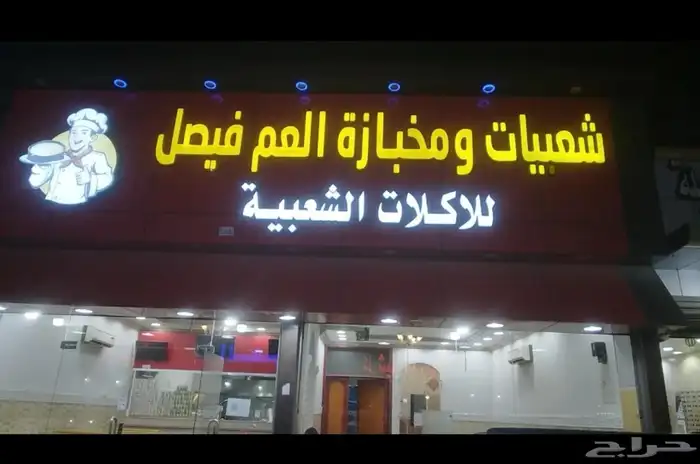 شعبيات ومخبازة العم فيصل
للاكلات الشعبية
حراج